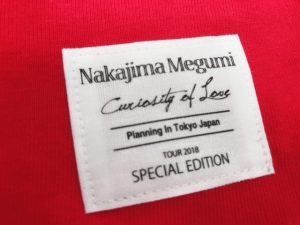 Nakajima Megumi
Curiosity of Love
Planning In Tokyo Japan
TOUR 2018
SPECIAL EDITION